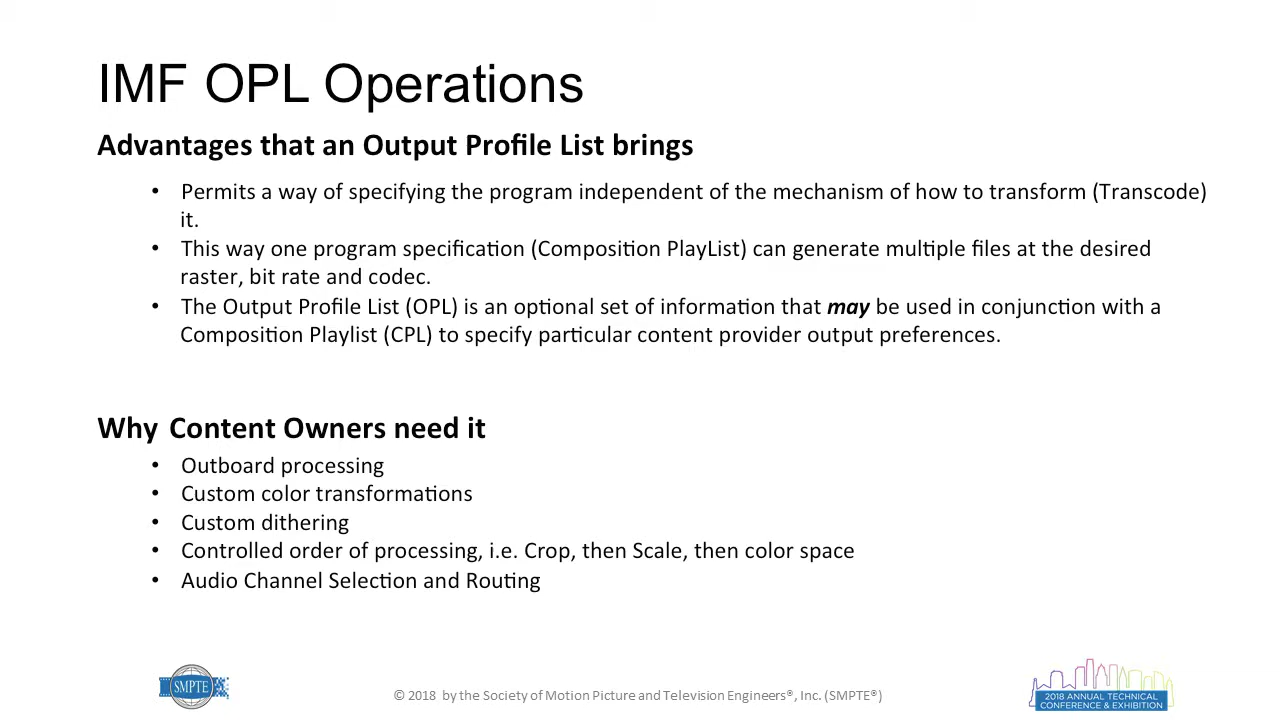 IMF OPL Operations
Advantages that an Output Profile List brings
• Permits a way of specifying the program independent of the mechanism of how to transform (Transcode)
it.
• This way one program specification (Composition PlayList) can generate multiple files at the desired
raster, bit rate and codec.
• The Output Profile List (OPL) is an optional set of information that may be used in conjunction with a
Composition Playlist (CPL) to specify particular content provider output preferences.
Why Content Owners need it
• Outboard processing
• Custom color transformations
• Custom dithering
• Controlled order of processing, i.e. Crop, then Scale, then color space
• Audio Channel Selection and Routing
SMPTE
© 2018 by the Society of Motion Picture and Television Engineers®, Inc. (SMPTE®)
2018 ANNUAL TECHNICAL
CONFERENCE & EXHIBITION